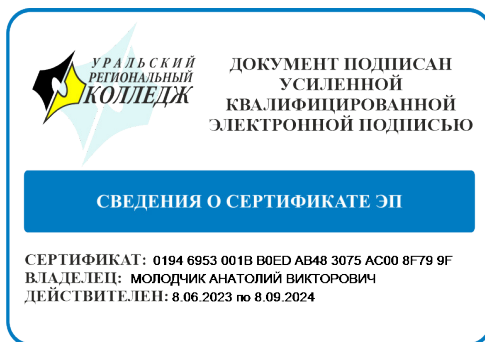 УРАЛЬСКИЙ
РЕГИОНАЛЬНЫЙ
КОЛЛЕДЖ
ДОКУМЕНТ ПОДПИСАН
УСИЛЕННОЙ
КВАЛИФИЦИРОВАННОЙ
ЭЛЕКТРОННОЙ ПОДПИСЬЮ
СВЕДЕНИЯ О СЕРТИФИКАТЕ ЭП
СЕРТИФИКАТ: 0194 6953 001B B0ED AB48 3075 AC00 8F79 9F
ВЛАДЕЛЕЦ: МОЛОДЧИК АНАТОЛИЙ ВИКТОРОВИЧ
ДЕЙСТВИТЕЛЕН: 8.06.2023 по 8.09.2024